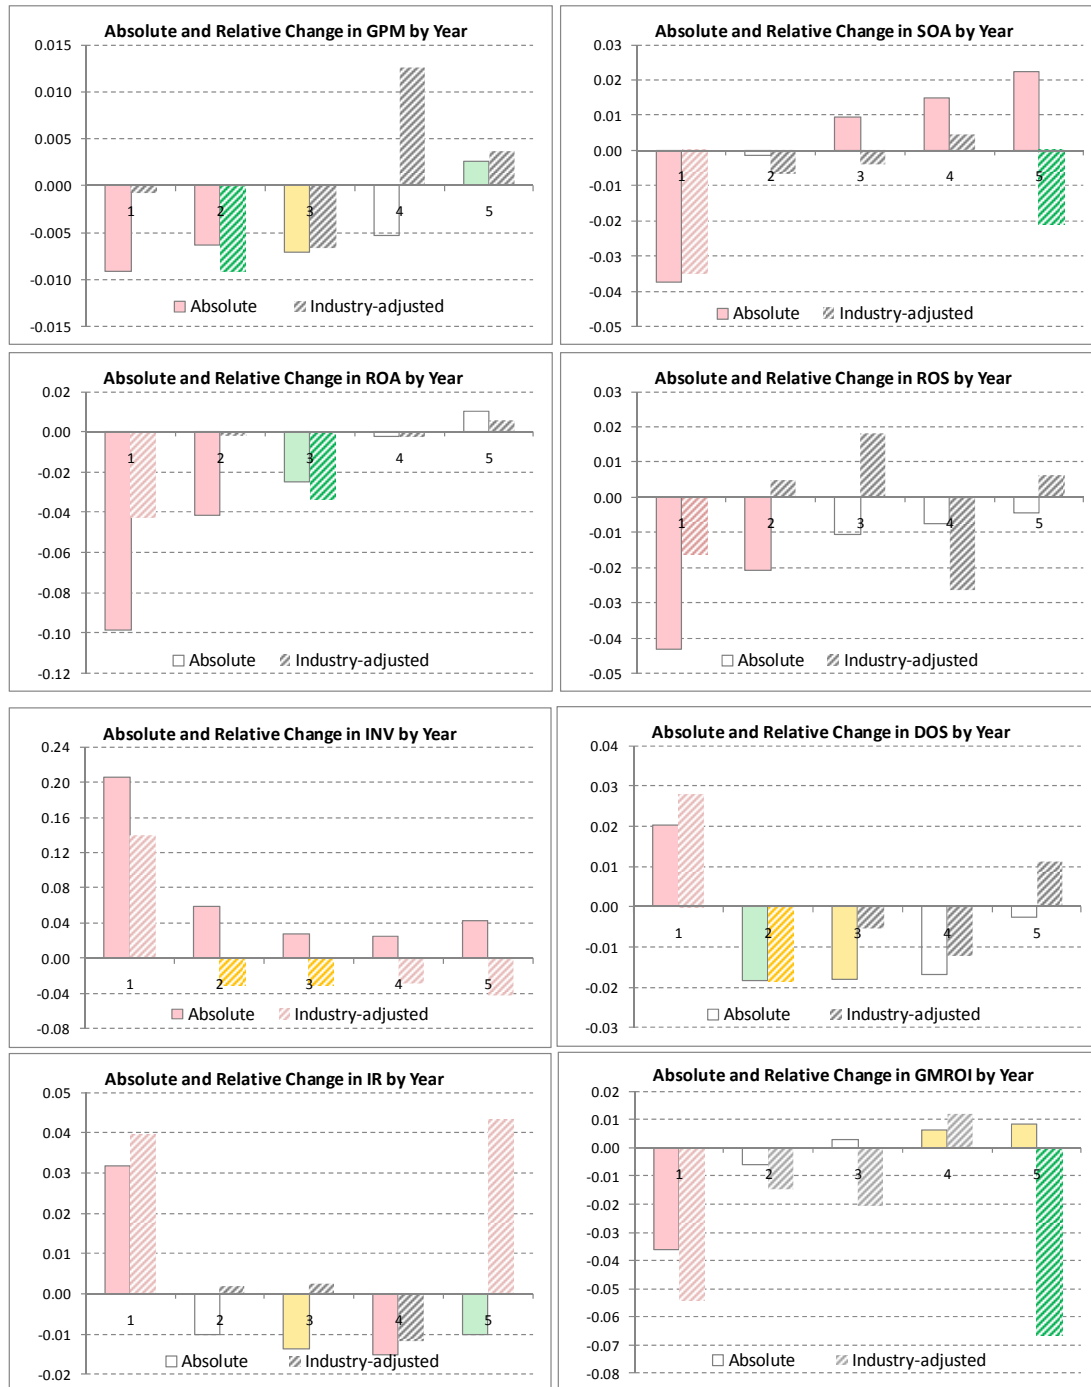 Absolute and Relative Change in GPM by Year
0.015
0.010
0.005
0.000
-0.005
-0.010
-0.015
1 2 3 4 5
Absolute Industry-adjusted
Absolute and Relative Change in SOA by Year
0.03
0.02
0.01
0.00
-0.01
-0.02
-0.03
-0.04
-0.05
1 2 3 4 5
Absolute Industry-adjusted
Absolute and Relative Change in ROA by Year
0.02
0.00
-0.02
-0.04
-0.06
-0.08
-0.10
-0.12
1 2 3 4 5
Absolute Industry-adjusted
Absolute and Relative Change in ROS by Year
0.03
0.02
0.01
0.00
-0.01
-0.02
-0.03
-0.04
-0.05
1 2 3 4 5
Absolute Industry-adjusted
Absolute and Relative Change in INV by Year
0.24
0.20
0.16
0.12
0.08
0.04
0.00
-0.04
-0.08
1 2 3 4 5
Absolute Industry-adjusted
Absolute and Relative Change in DOS by Year
0.04
0.03
0.02
0.01
0.00
-0.01
-0.02
-0.03
1 2 3 4 5
Absolute Industry-adjusted
Absolute and Relative Change in IR by Year
0.05
0.04
0.03
0.02
0.01
0.00
-0.01
-0.02
1 2 3 4 5
Absolute Industry-adjusted
Absolute and Relative Change in GMROI by Year
0.02
0.01
0.00
-0.01
-0.02
-0.03
-0.04
-0.05
-0.06
-0.07
-0.08
1 2 3 4 5
Absolute Industry-adjusted